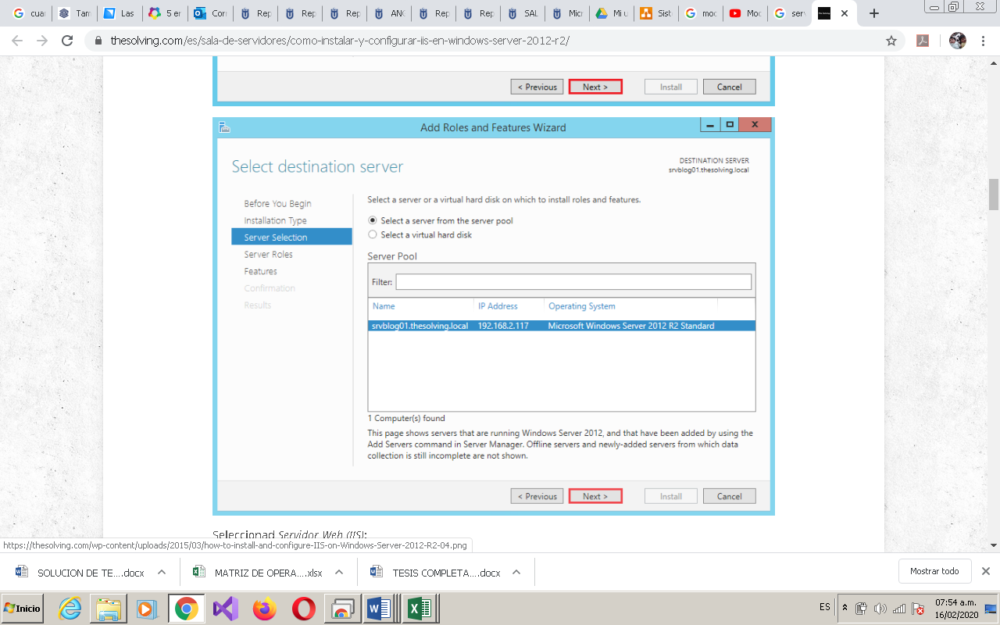 cuar
Tam
Las
5 er
Cor
Rep
Rep
Rep
ANC
Rep
Rep
SAL
Micr
Mi u
Sist
moc
Moc
serv
thesolving.com/es/sala-de-servidores/como-instalar-y-configurar-iis-en-windows-server-2012-r2/
< Previous
Next >
Install
Cancel
Add Roles and Features Wizard
Select destination server
DESTINATION SERVER
srvblog01.thesolving.local
Before You Begin
Installation Type
Server Selection
Server Roles
Features
Confirmation
Results
Select a server or a virtual hard disk on which to install roles and features.
Select a server from the server pool
Select a virtual hard disk
Server Pool
Filter:
Name IP Address Operating System
srvblog01.thesolving.local 192.168.2.117 Microsoft Windows Server 2012 R2 Standard
1 Computer(s) found
This page shows servers that are running Windows Server 2012, and that have been added by using the
Add Servers command in Server Manager. Offline servers and newly-added servers from which data
collection is still incomplete are not shown.
< Previous
Next >
Install
Cancel
Seleccionad Servidor Web (IIS):
https://thesolving.com/wp-content/uploads/2015/03/how-to-install-and-configure-IIS-on-Windows-Server-2012-R2-04.png
SOLUCION DE TE....docx
MATRIZ DE OPERA....xlsx
TESIS COMPLETA....docx
Mostrar todo
Inicio
ES
07:54 a.m.
16/02/2020